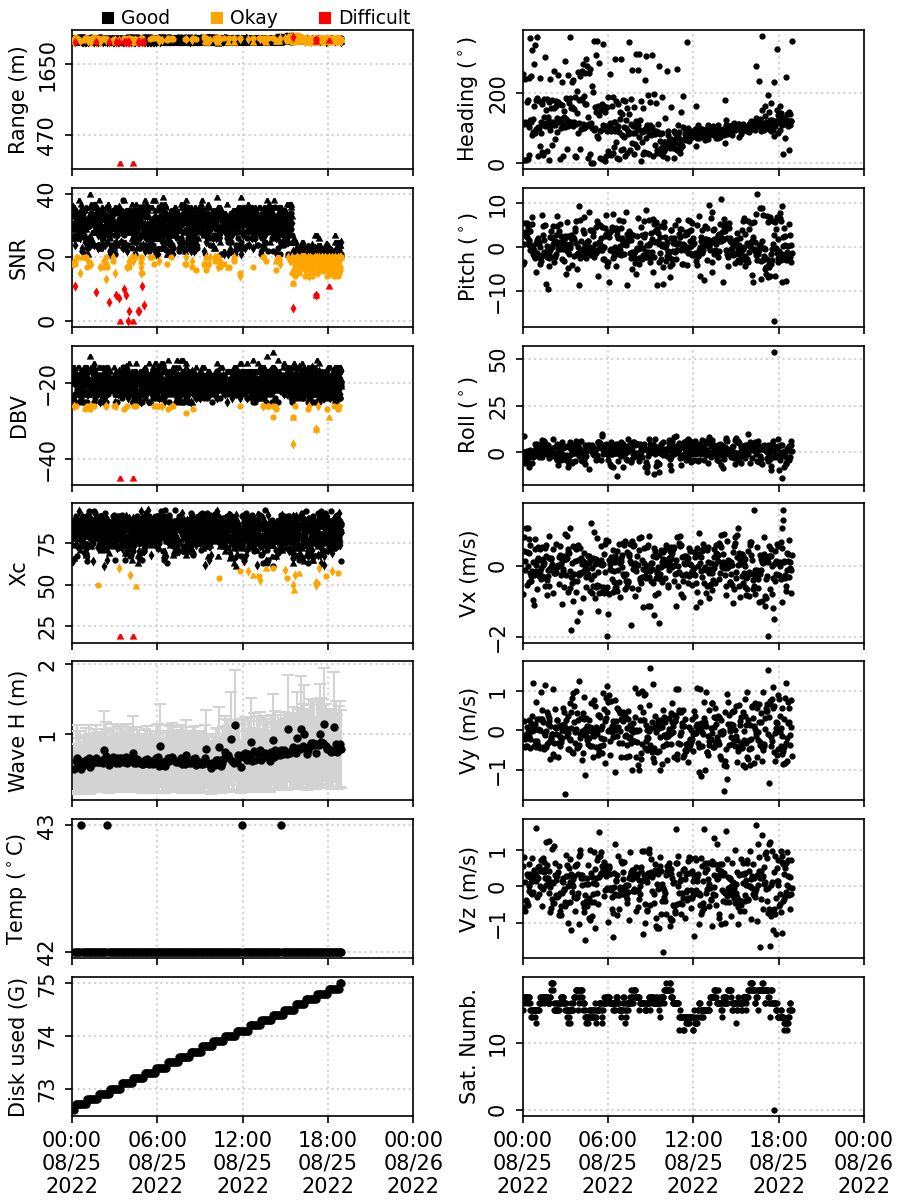 Good Okay Difficult
Range (m)
1650
470
Heading (°)
200
0
SNR
40
20
0
Pitch (°)
10
0
−10
DBV
−20
−40
Roll (°)
50
25
0
Xc
75
50
25
Vx (m/s)
0
−2
Wave H (m)
2
1
Vy (m/s)
1
0
−1
Temp (°C)
43
42
Vz (m/s)
1
0
−1
Disk used (G)
75
74
73
Sat. Numb.
10
0
00:00 06:00 12:00 18:00 00:00 00:00 06:00 12:00 18:00 00:00
08/25 08/25 08/25 08/25 08/26 08/25 08/25 08/25 08/25 08/26
2022 2022 2022 2022 2022 2022 2022 2022 2022 2022